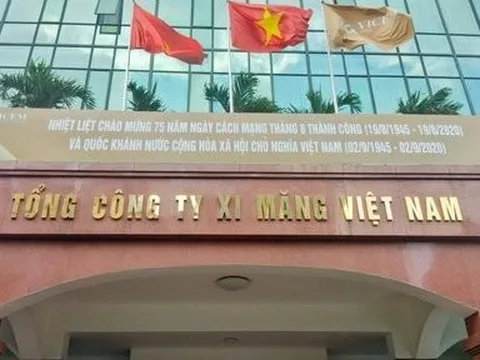 VICEM
NHIỆT LIỆT CHÀO MỪNG 75 NĂM NGÀY CÁCH MẠNG THÁNG 8 THÀNH CÔNG (19/8/1945 - 19/8/2020)
VÀ QUỐC KHÁNH NƯỚC CỘNG HÒA XÃ HỘI CHỦ NGHĨA VIỆT NAM (02/9/1945 - 02/9/2020)
TỔNG CÔNG TY XI MĂNG VIỆT NAM